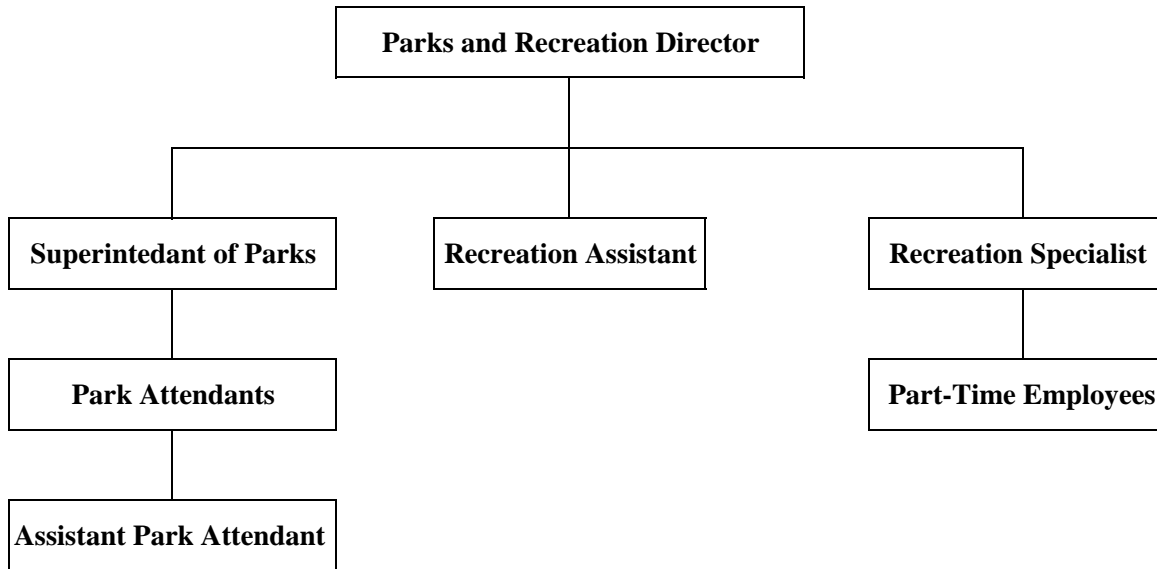 Parks and Recreation Director
Superintedant of Parks
Recreation Assistant
Recreation Specialist
Park Attendants
Part-Time Employees
Assistant Park Attendant